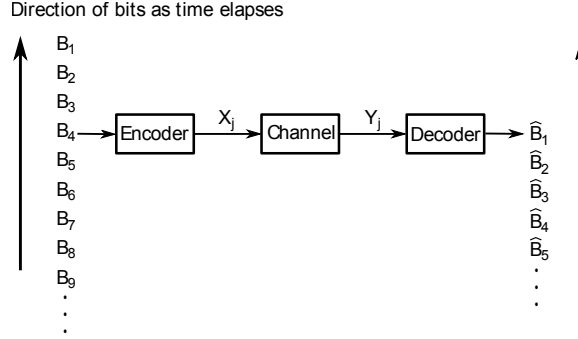 Direction of bits as time elapses
B₁
B₂
B₃
B₄
B₅
B₆
B₇
B₈
B₉
.
.
.
Encoder
Xⱼ
Channel
Yⱼ
Decoder
B̂₁
B̂₂
B̂₃
B̂₄
B̂₅
.
.
.